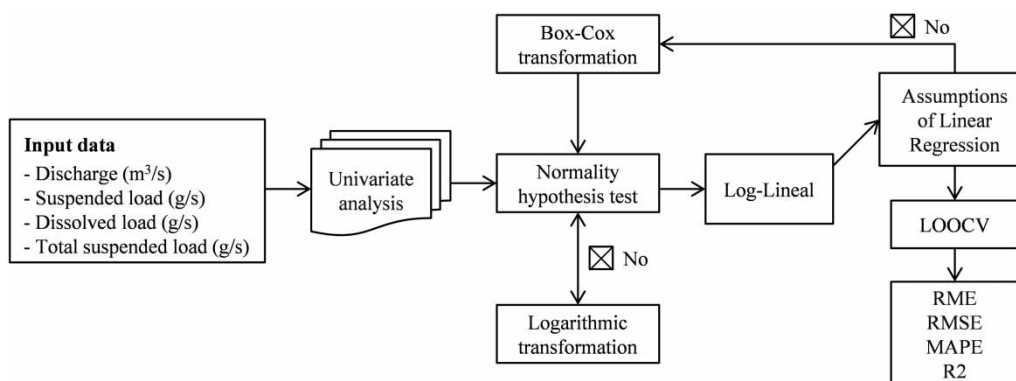 Input data
- Discharge (m³/s)
- Suspended load (g/s)
- Dissolved load (g/s)
- Total suspended load (g/s)
Univariate
analysis
Box-Cox
transformation
Normality
hypothesis test
No
Logarithmic
transformation
Log-Lineal
No
Assumptions
of Linear
Regression
LOOCV
RME
RMSE
MAPE
R2